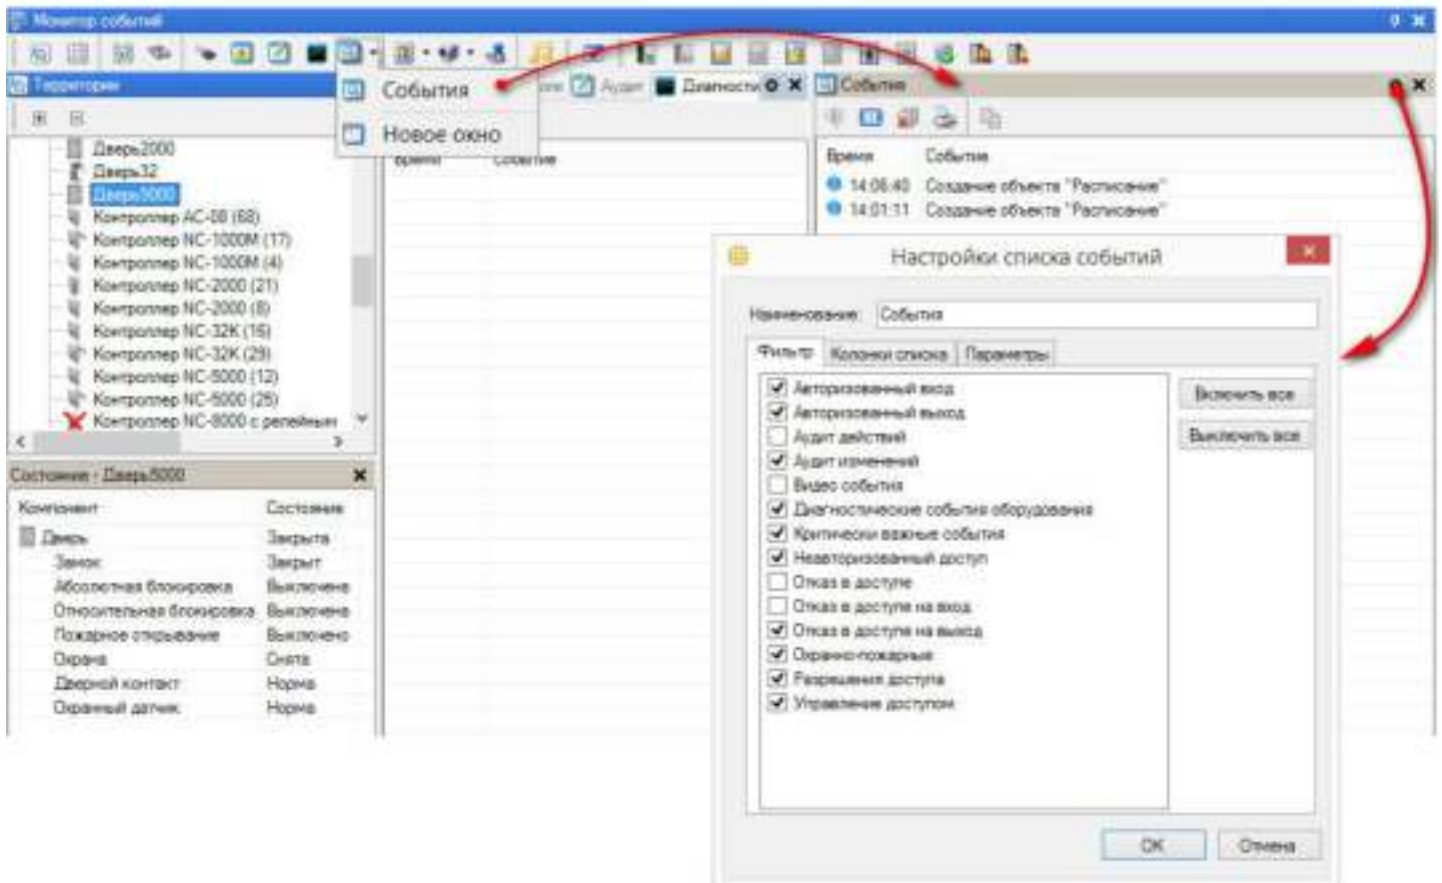 Монитор событий
Территории
События
Новое окно
Аудит
Диагности
События
Время Событие
Время Событие
14:06:40 Создание объекта "Расписание"
14:01:11 Создание объекта "Расписание"
Дверь2000
Дверь32
Дверь5000
Контроллер AC-08 (68)
Контроллер NC-1000M (17)
Контроллер NC-1000M (4)
Контроллер NC-2000 (21)
Контроллер NC-2000 (8)
Контроллер NC-32K (16)
Контроллер NC-32K (29)
Контроллер NC-5000 (12)
Контроллер NC-5000 (25)
Контроллер NC-8000 с релейным
Состояние - Дверь5000
Компонент Состояние
Дверь Закрыта
Замок Закрыт
Абсолютная блокировка Выключена
Относительная блокировка Выключена
Пожарное открывание Выключено
Охрана Снята
Дверной контакт Норма
Охранный датчик Норма
Настройки списка событий
Наименование: События
Фильтр Колонки списка Параметры
Авторизованный вход
Авторизованный выход
Аудит действий
Аудит изменений
Видео события
Диагностические события оборудования
Критически важные события
Неавторизованный доступ
Отказ в доступе
Отказ в доступе на вход
Отказ в доступе на выход
Охранно-пожарные
Разрешения доступа
Управление доступом
Включить все
Выключить все
OK Отмена